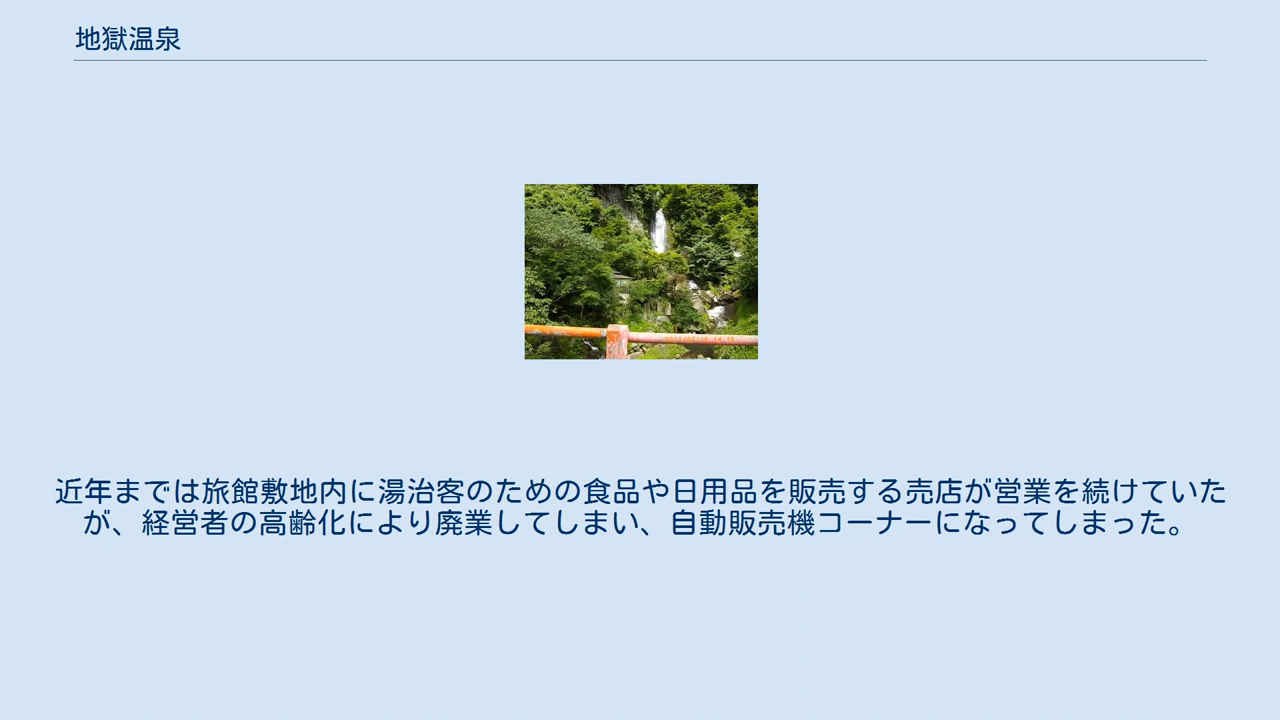 地獄温泉
近年までは旅館敷地内に湯治客のための食品や日用品を販売する売店が営業を続けていた
が、経営者の高齢化により廃業してしまい、自動販売機コーナーになってしまった。